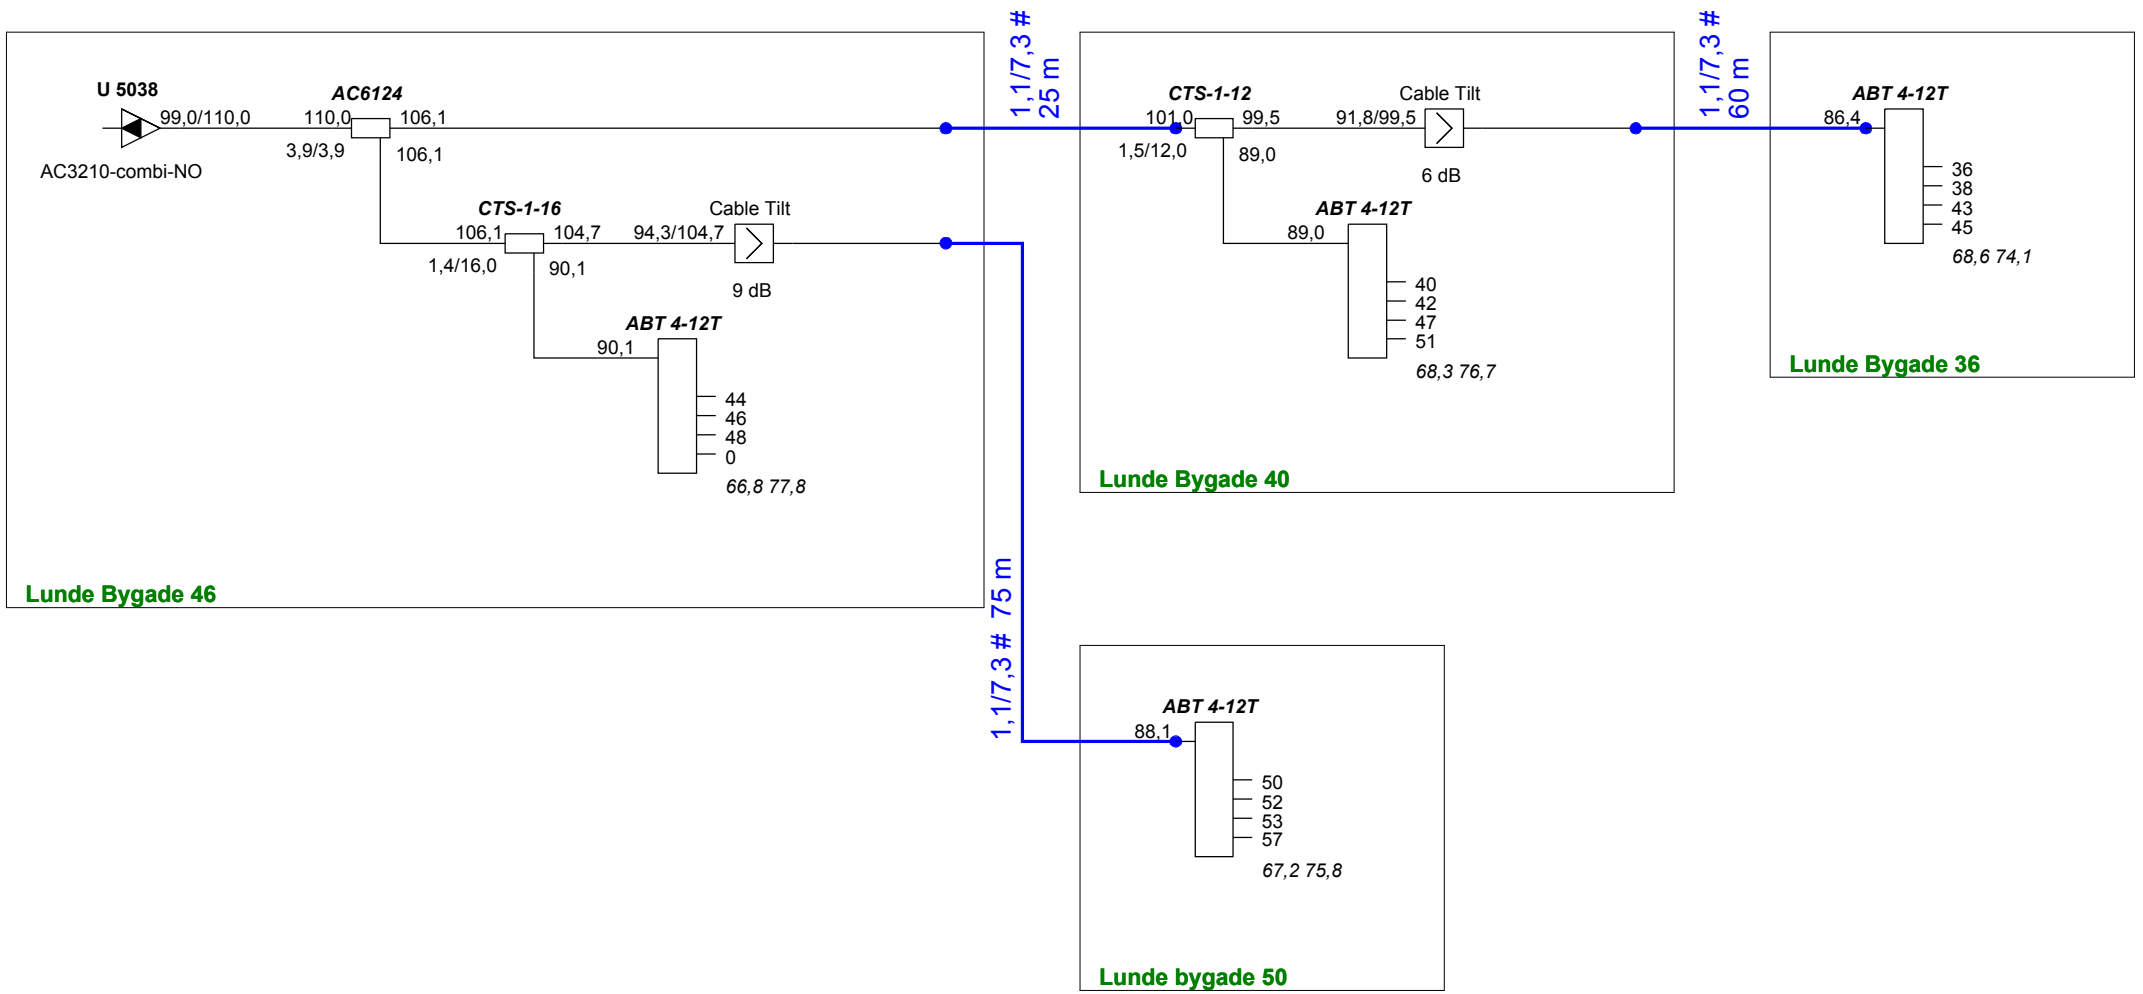 U 5038
99,0/110,0
AC3210-combi-NO
AC6124
110,0
106,1
3,9/3,9
106,1
CTS-1-16
106,1
104,7
1,4/16,0
90,1
94,3/104,7
Cable Tilt
9 dB
ABT 4-12T
90,1
44
46
48
0
66,8 77,8
Lunde Bygade 46
1,1/7,3 #
25 m
CTS-1-12
101,0
99,5
1,5/12,0
89,0
91,8/99,5
Cable Tilt
6 dB
ABT 4-12T
89,0
40
42
47
51
68,3 76,7
Lunde Bygade 40
1,1/7,3 #
60 m
ABT 4-12T
86,4
36
38
43
45
68,6 74,1
Lunde Bygade 36
1,1/7,3 # 75 m
ABT 4-12T
88,1
50
52
53
57
67,2 75,8
Lunde bygade 50